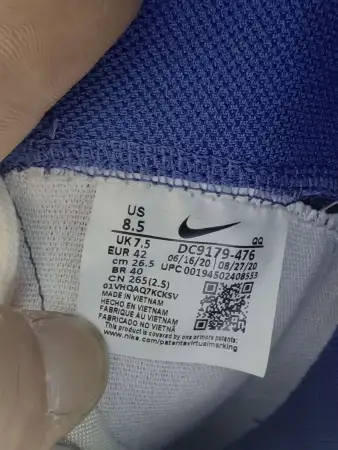 US
8.5
UK 7.5
EUR 42
cm 26.5
BR 40
CN 265(2.5)
DC9179-476
QQ
06/16/20 | 08/27/20
UPC 00194502408553
01VHQAQ7KCKSV
MADE IN VIETNAM
HECHO EN VIETNAM
FABRIQUE AU VIETNAM
FABRICADO NO VIETNÃ
This product is covered by one or more patents:
www.nike.com/patentsvirtualmarking